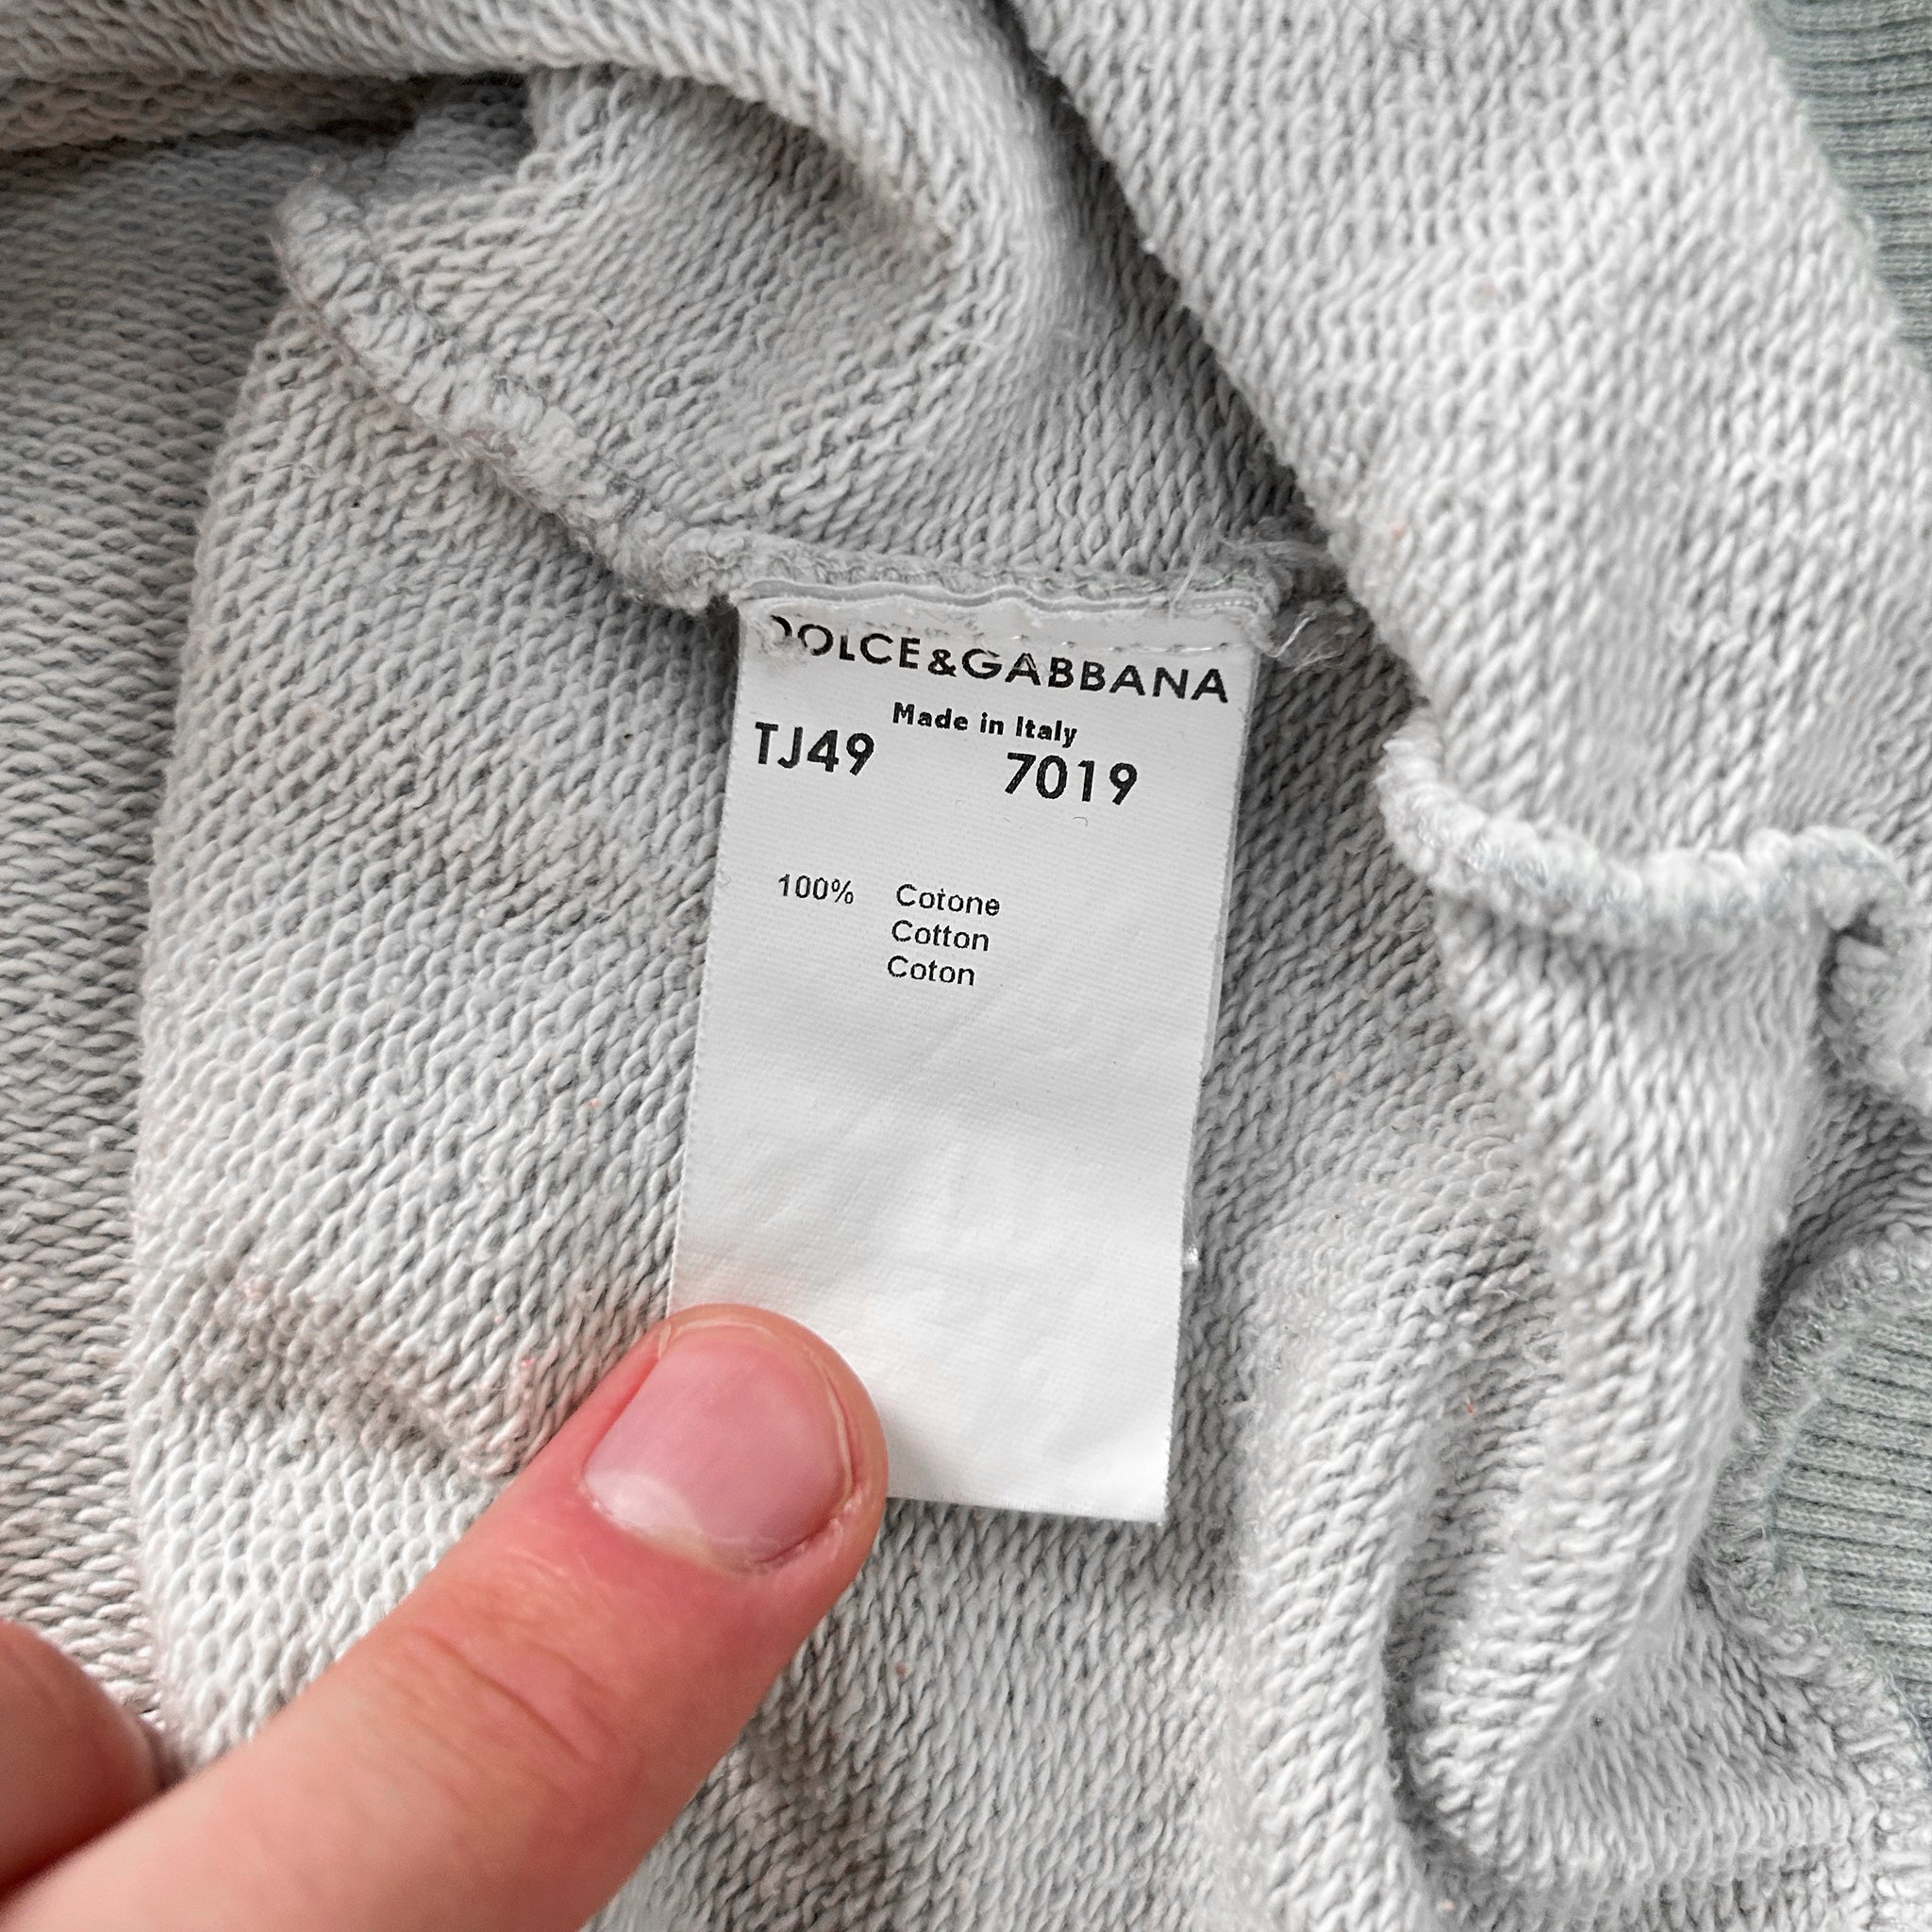 DOLCE&GABBANA
Made in Italy
TJ49 7019
100% Cotone
Cotton
Coton